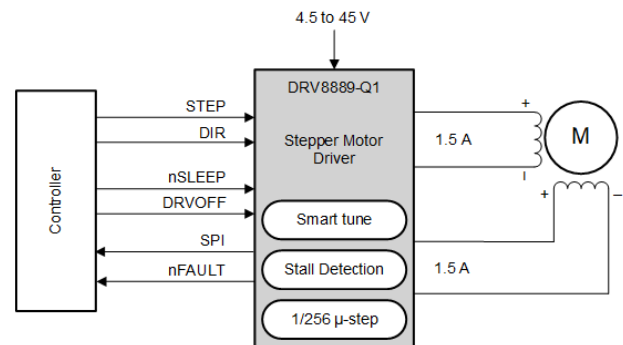 4.5 to 45 V
DRV8889-Q1
Stepper Motor
Driver
Controller
STEP
DIR
nSLEEP
DRVOFF
SPI
nFAULT
Smart tune
Stall Detection
1/256 µ-step
+
1.5 A
–
M
+
–
1.5 A